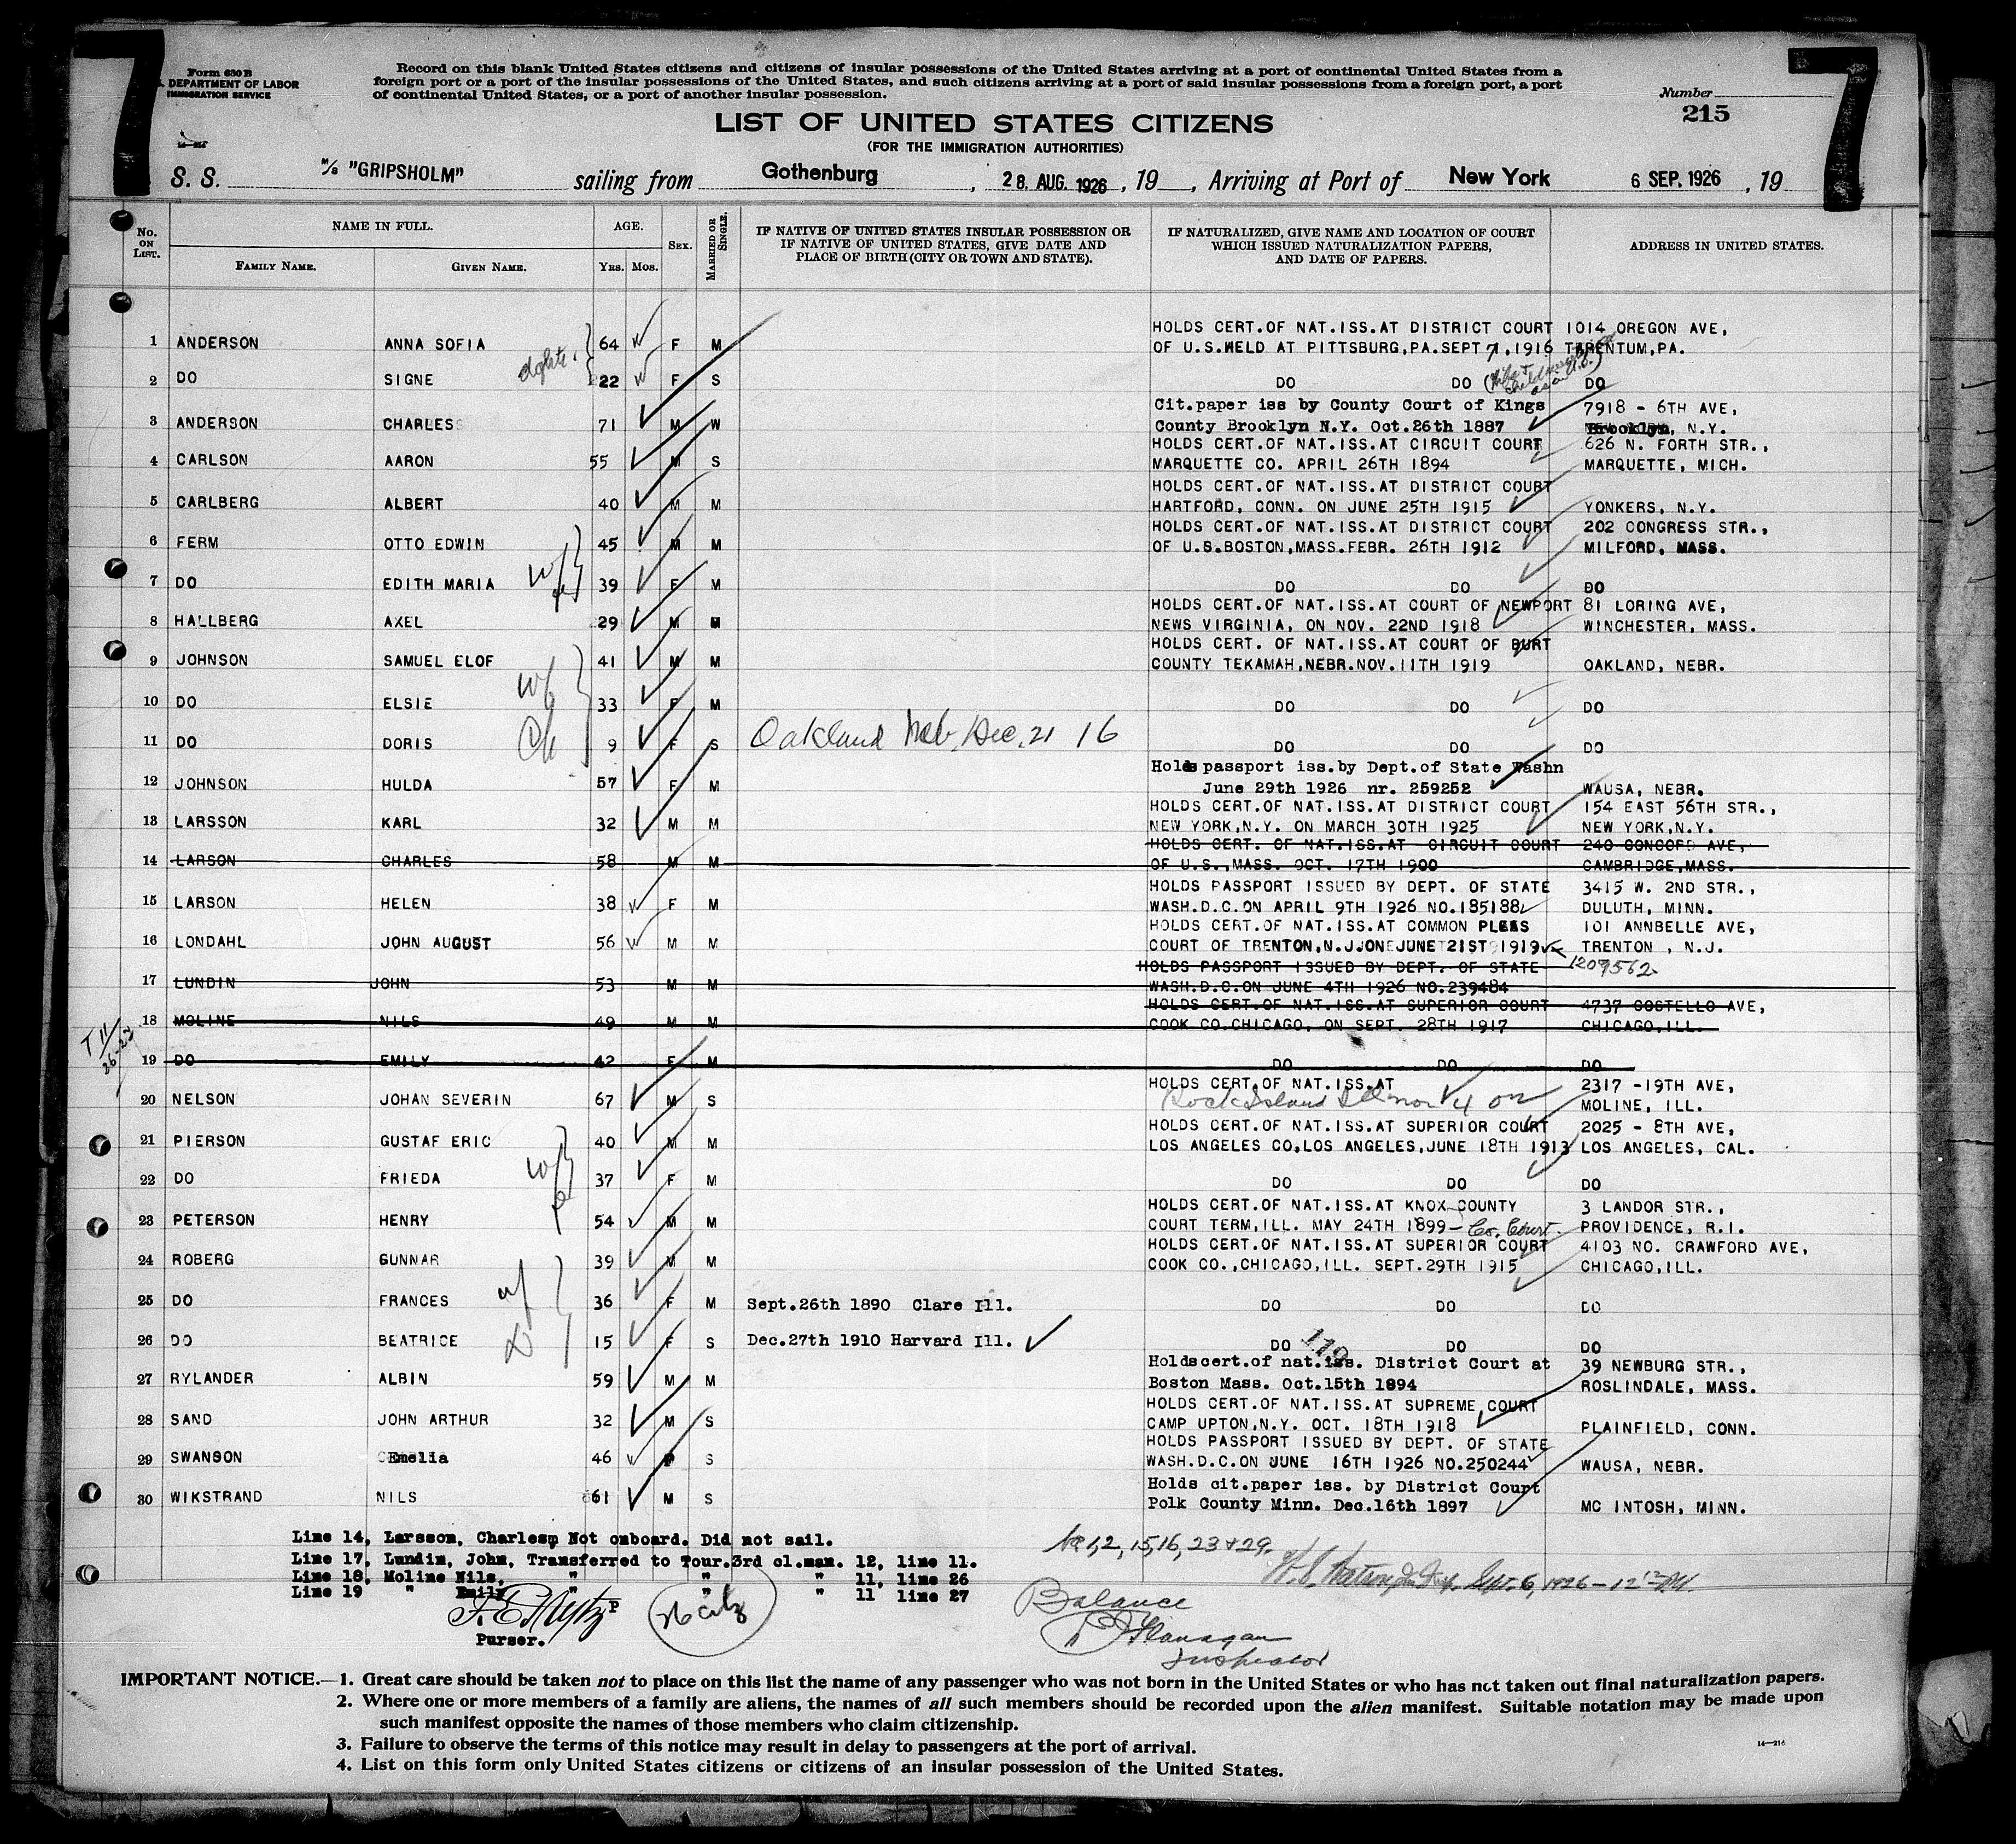 7
7
Form 630 B
DEPARTMENT OF LABOR
IMMIGRATION SERVICE
Record on this blank United States citizens and citizens of insular possessions of the United States arriving at a port of continental United States from a
foreign port or a port of the insular possessions of the United States, and such citizens arriving at a port of said insular possessions from a foreign port, a port
of continental United States, or a port of another insular possession.
Number
215
LIST OF UNITED STATES CITIZENS
(FOR THE IMMIGRATION AUTHORITIES)
S. S. M/s "GRIPSHOLM" sailing from Gothenburg, 28. AUG. 1926, 19 , Arriving at Port of New York 6 SEP. 1926, 19
No. ON LIST. NAME IN FULL. AGE. SEX. MARRIED OR SINGLE. IF NATIVE OF UNITED STATES INSULAR POSSESSION OR IF NATIVE OF UNITED STATES, GIVE DATE AND PLACE OF BIRTH (CITY OR TOWN AND STATE). IF NATURALIZED, GIVE NAME AND LOCATION OF COURT WHICH ISSUED NATURALIZATION PAPERS, AND DATE OF PAPERS. ADDRESS IN UNITED STATES.
FAMILY NAME. GIVEN NAME. YRS. MOS.
1 ANDERSON ANNA SOFIA 64 F M HOLDS CERT.OF NAT.ISS.AT DISTRICT COURT 1014 OREGON AVE,
OF U.S.HELD AT PITTSBURG,PA.SEPT 7, 1916 TARENTUM,PA.
2 DO SIGNE 22 F S DO DO DO
3 ANDERSON CHARLES 71 M W Cit.paper iss by County Court of Kings 7918 - 6TH AVE,
County Brooklyn N.Y. Oct.26th 1887 Brooklyn, N.Y.
4 CARLSON AARON 55 M S HOLDS CERT.OF NAT.ISS.AT CIRCUIT COURT 626 N. FORTH STR.,
MARQUETTE CO. APRIL 26TH 1894 MARQUETTE, MICH.
5 CARLBERG ALBERT 40 M M HOLDS CERT.OF NAT.ISS.AT DISTRICT COURT
HARTFORD, CONN. ON JUNE 25TH 1915 YONKERS, N.Y.
6 FERM OTTO EDWIN 45 M M HOLDS CERT.OF NAT.ISS.AT DISTRICT COURT 202 CONGRESS STR.,
OF U.S.BOSTON,MASS.FEBR. 26TH 1912 MILFORD, MASS.
7 DO EDITH MARIA wf 39 F M DO DO DO
8 HALLBERG AXEL 29 M M HOLDS CERT.OF NAT.ISS.AT COURT OF NEWPORT 81 LORING AVE,
NEWS VIRGINIA, ON NOV. 22ND 1918 WINCHESTER, MASS.
9 JOHNSON SAMUEL ELOF 41 M M HOLDS CERT. OF NAT.ISS.AT COURT OF BURT
COUNTY TEKAMAH,NEBR.NOV.11TH 1919 OAKLAND, NEBR.
10 DO ELSIE wf 33 F M DO DO DO
11 DO DORIS Ch 9 F S Oakland Neb. Dec. 21 16 DO DO DO
12 JOHNSON HULDA 57 F M Holds passport iss.by Dept.of State Washn
June 29th 1926 nr. 259252 WAUSA, NEBR.
13 LARSSON KARL 32 M M HOLDS CERT.OF NAT.ISS.AT DISTRICT COURT 154 EAST 56TH STR.,
NEW YORK,N.Y. ON MARCH 30TH 1925 NEW YORK,N.Y.
14 LARSON CHARLES 58 M M HOLDS CERT. OF NAT.ISS.AT CIRCUIT COURT 240 CONCORD AVE,
OF U.S.,MASS. OCT. 17TH 1900 CAMBRIDGE,MASS.
15 LARSON HELEN 38 F M HOLDS PASSPORT ISSUED BY DEPT. OF STATE 3415 W. 2ND STR.,
WASH.D.C.ON APRIL 9TH 1926 NO.185188 DULUTH, MINN.
16 LONDAHL JOHN AUGUST 56 M M HOLDS CERT.OF NAT.ISS.AT COMMON PLEAS 101 ANNBELLE AVE,
COURT OF TRENTON,N.J. JUNE 21ST 1919 TRENTON , N.J.
1209562
17 LUNDIN JOHN 53 M M HOLDS PASSPORT ISSUED BY DEPT. OF STATE
WASH.D.C.ON JUNE 4TH 1926 NO.239484
18 MOLINE NILS 49 M M HOLDS CERT.OF NAT.ISS.AT SUPERIOR COURT 4737 COSTELLO AVE,
COOK CO.CHICAGO, ON SEPT. 28TH 1917 CHICAGO,ILL.
19 DO EMILY 42 F M DO DO DO
20 NELSON JOHAN SEVERIN 67 M S HOLDS CERT.OF NAT.ISS.AT 2317 -19TH AVE,
Rock Island Ill MOLINE, ILL.
21 PIERSON GUSTAF ERIC 40 M M HOLDS CERT.OF NAT.ISS.AT SUPERIOR COURT 2025 - 8TH AVE,
LOS ANGELES CO,LOS ANGELES,JUNE 18TH 1913 LOS ANGELES, CAL.
22 DO FRIEDA wf 37 F M DO DO DO
23 PETERSON HENRY 54 M M HOLDS CERT.OF NAT.ISS.AT KNOX COUNTY 3 LANDOR STR.,
COURT TERM,ILL. MAY 24TH 1899 - Co. Court PROVIDENCE, R.I.
24 ROBERG GUNNAR 39 M M HOLDS CERT.OF NAT.ISS.AT SUPERIOR COURT 4103 NO. CRAWFORD AVE,
COOK CO.,CHICAGO,ILL. SEPT.29TH 1915 CHICAGO,ILL.
25 DO FRANCES wf 36 F M Sept.26th 1890 Clare Ill. DO DO DO
26 DO BEATRICE D 15 F S Dec.27th 1910 Harvard Ill. DO DO DO
119
27 RYLANDER ALBIN 59 M M Holdscert.of nat.iss. District Court at 39 NEWBURG STR.,
Boston Mass. Oct.15th 1894 ROSLINDALE, MASS.
28 SAND JOHN ARTHUR 32 M S HOLDS CERT.OF NAT.ISS.AT SUPREME COURT
CAMP UPTON,N.Y. OCT. 18TH 1918 PLAINFIELD, CONN.
29 SWANSON Emelia 46 S HOLDS PASSPORT ISSUED BY DEPT. OF STATE
WASH.D.C.ON JUNE 16TH 1926 NO.250244 WAUSA, NEBR.
30 WIKSTRAND NILS 61 M S Holds cit.paper iss. by District Court
Polk County Minn. Dec.16th 1897 MC INTOSH, MINN.
Line 14, Larsson, Charles, Not onboard. Did not sail.
Line 17, Lundin, John, Transferred to Tour.3rd cl.man. 12, line 11.
Line 18, Moline Nils, " " " 11, line 26
Line 19 " Emily " " 11 line 27
Purser.
26 citz
1, 2, 15, 16, 23 + 29.
Sept. 6, 1926 -
Balance
Flanagan
Inspector
IMPORTANT NOTICE.—1. Great care should be taken not to place on this list the name of any passenger who was not born in the United States or who has not taken out final naturalization papers.
2. Where one or more members of a family are aliens, the names of all such members should be recorded upon the alien manifest. Suitable notation may be made upon
such manifest opposite the names of those members who claim citizenship.
3. Failure to observe the terms of this notice may result in delay to passengers at the port of arrival.
4. List on this form only United States citizens or citizens of an insular possession of the United States.
14—216